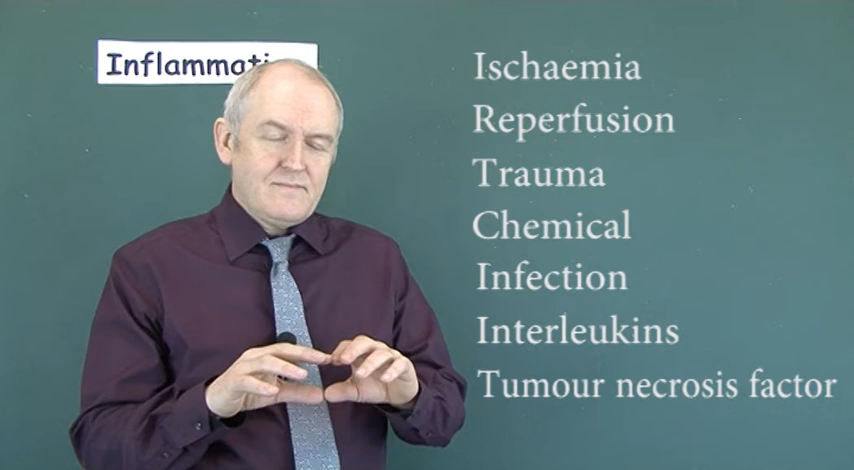 Inflammati
Ischaemia
Reperfusion
Trauma
Chemical
Infection
Interleukins
Tumour necrosis factor